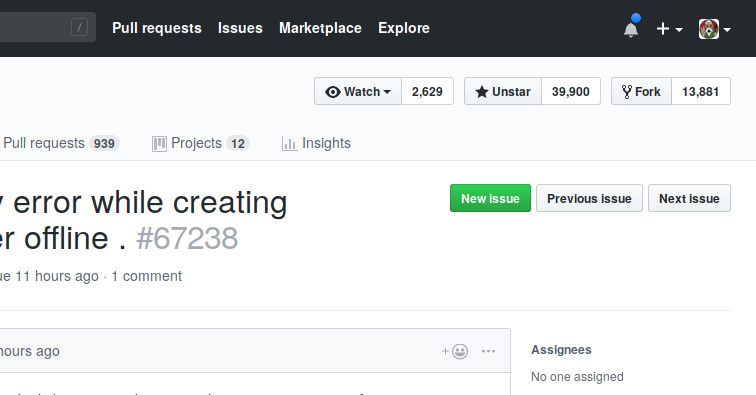 / Pull requests Issues Marketplace Explore
Watch 2,629 Unstar 39,900 Fork 13,881
Pull requests 939 Projects 12 Insights
error while creating
offline . #67238
New issue Previous issue Next issue
11 hours ago · 1 comment
hours ago
Assignees
No one assigned